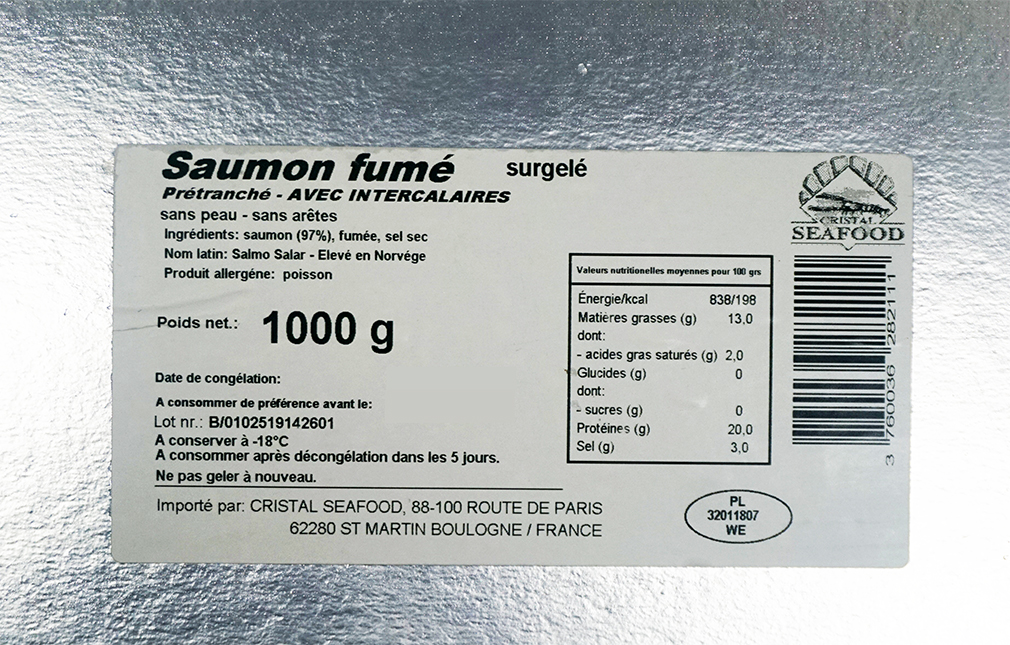 Saumon fumé surgelé
Prétranché - AVEC INTERCALAIRES
sans peau - sans arêtes
Ingrédients: saumon (97%), fumée, sel sec
Nom latin: Salmo Salar - Elevé en Norvége
Produit allergéne: poisson
Poids net.: 1000 g
Date de congélation:
A consommer de préférence avant le:
Lot nr.: B/0102519142601
A conserver à -18°C
A consommer après décongélation dans les 5 jours.
Ne pas geler à nouveau.
Importé par: CRISTAL SEAFOOD, 88-100 ROUTE DE PARIS
62280 ST MARTIN BOULOGNE / FRANCE
Valeurs nutritionelles moyennes pour 100 grs
Énergie/kcal 838/198
Matières grasses (g) 13,0
dont:
- acides gras saturés (g) 2,0
Glucides (g) 0
dont:
- sucres (g) 0
Protéines (g) 20,0
Sel (g) 3,0
CRISTAL
SEAFOOD
3 760036 282111
PL
32011807
WE